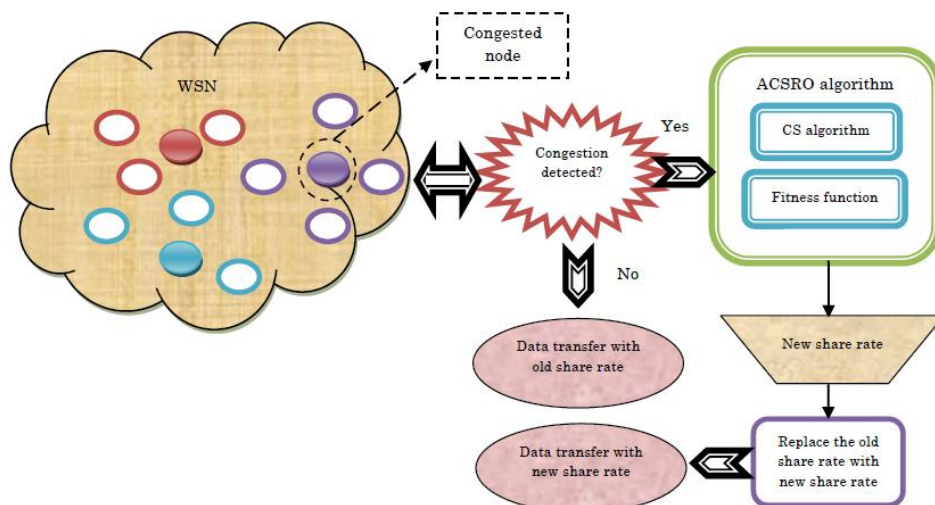 Congested
node
WSN
ACSRO algorithm
CS algorithm
Fitness function
Yes
Congestion
detected?
No
Data transfer with
old share rate
New share rate
Replace the old
share rate with
new share rate
Data transfer with
new share rate